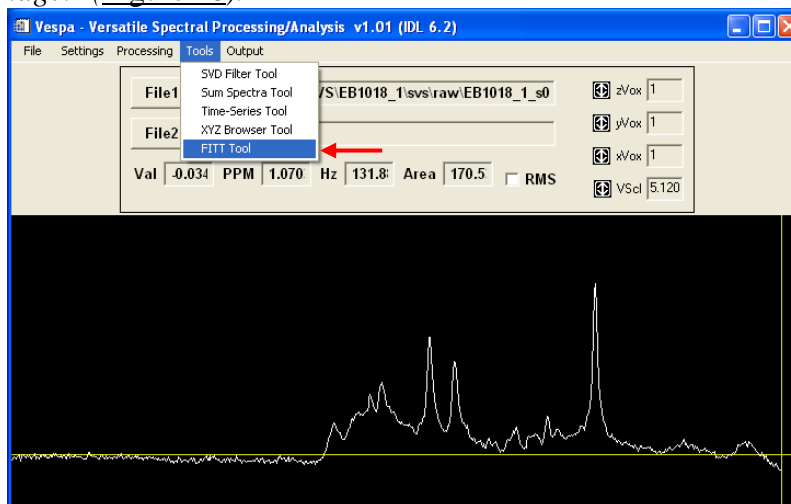 Vespa - Versatile Spectral Processing/Analysis v1.01 (IDL 6.2)
File Settings Processing Tools Output
SVD Filter Tool
Sum Spectra Tool
Time-Series Tool
XYZ Browser Tool
FITT Tool
File1 /S\EB1018_1\svs\raw\EB1018_1_s0 zVox 1
File2 yVox 1
xVox 1
Val -0.034 PPM 1.070 Hz 131.8 Area 170.5 RMS VScl 5.120